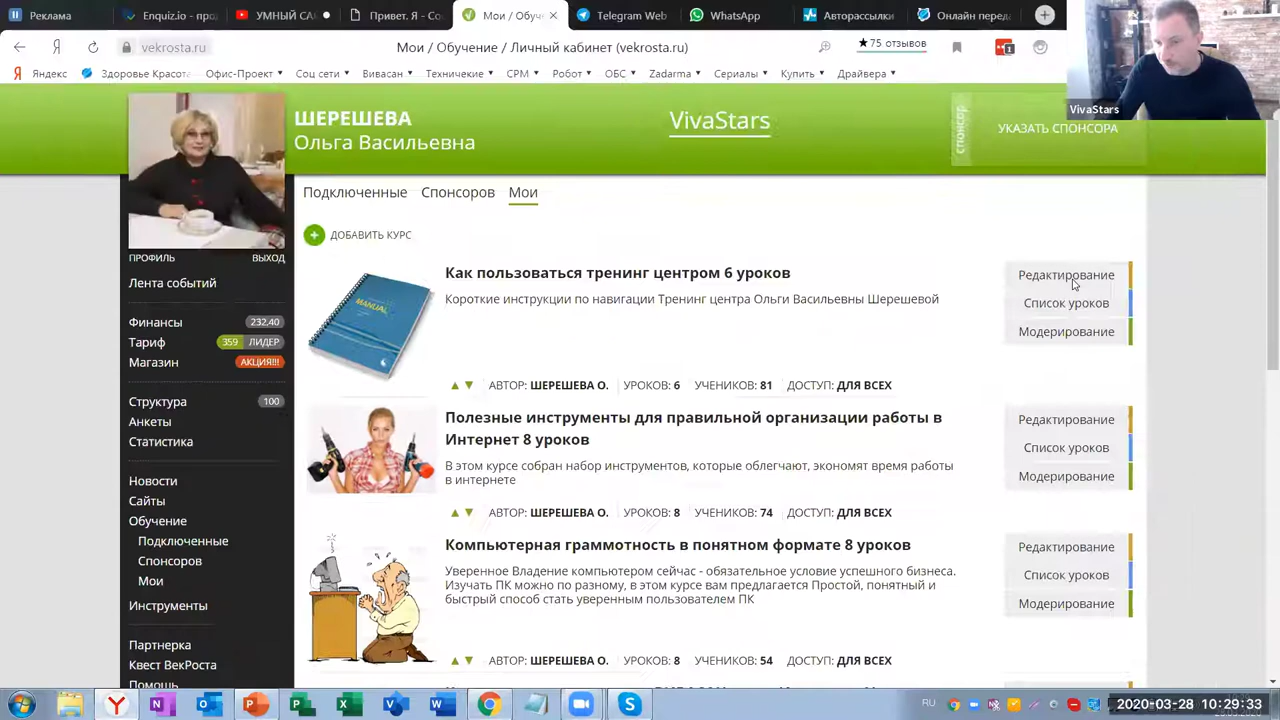 Реклама
Enquiz.io - про
УМНЫЙ СА
Привет. Я - Co
Мои / Обуче
Telegram Web
WhatsApp
Авторассылки
Онлайн перед
vekrosta.ru
Мои / Обучение / Личный кабинет (vekrosta.ru)
★75 отзывов
Яндекс
Здоровье Красота
Офис-Проект
Соц сети
Вивасан
Технические
СРМ
Робот
ОБС
Zadarma
Сериалы
Купить
Драйвера
VivaStars
ШЕРЕШЕВА
Ольга Васильевна
VivaStars
спонсор
УКАЗАТЬ СПОНСОРА
Подключенные Спонсоров Мои
ПРОФИЛЬ ВЫХОД
Лента событий
Финансы 232,40
Тариф 359 ЛИДЕР
Магазин АКЦИЯ!!!
Структура 100
Анкеты
Статистика
Новости
Сайты
Обучение
Подключенные
Спонсоров
Мои
Инструменты
Партнерка
Квест ВекРоста
Помощь
ДОБАВИТЬ КУРС
MANUAL
Как пользоваться тренинг центром 6 уроков
Короткие инструкции по навигации Тренинг центра Ольги Васильевны Шерешевой
Редактирование
Список уроков
Модерирование
▲▼ АВТОР: ШЕРЕШЕВА О. УРОКОВ: 6 УЧЕНИКОВ: 81 ДОСТУП: ДЛЯ ВСЕХ
Полезные инструменты для правильной организации работы в
Интернет 8 уроков
В этом курсе собран набор инструментов, которые облегчают, экономят время работы
в интернете
Редактирование
Список уроков
Модерирование
▲▼ АВТОР: ШЕРЕШЕВА О. УРОКОВ: 8 УЧЕНИКОВ: 74 ДОСТУП: ДЛЯ ВСЕХ
Компьютерная граммотность в понятном формате 8 уроков
Уверенное Владение компьютером сейчас - обязательное условие успешного бизнеса.
Изучать ПК можно по разному, в этом курсе вам предлагается Простой, понятный и
быстрый способ стать уверенным пользователем ПК
Редактирование
Список уроков
Модерирование
▲▼ АВТОР: ШЕРЕШЕВА О. УРОКОВ: 8 УЧЕНИКОВ: 54 ДОСТУП: ДЛЯ ВСЕХ
RU
2020-03-28 10:29:33